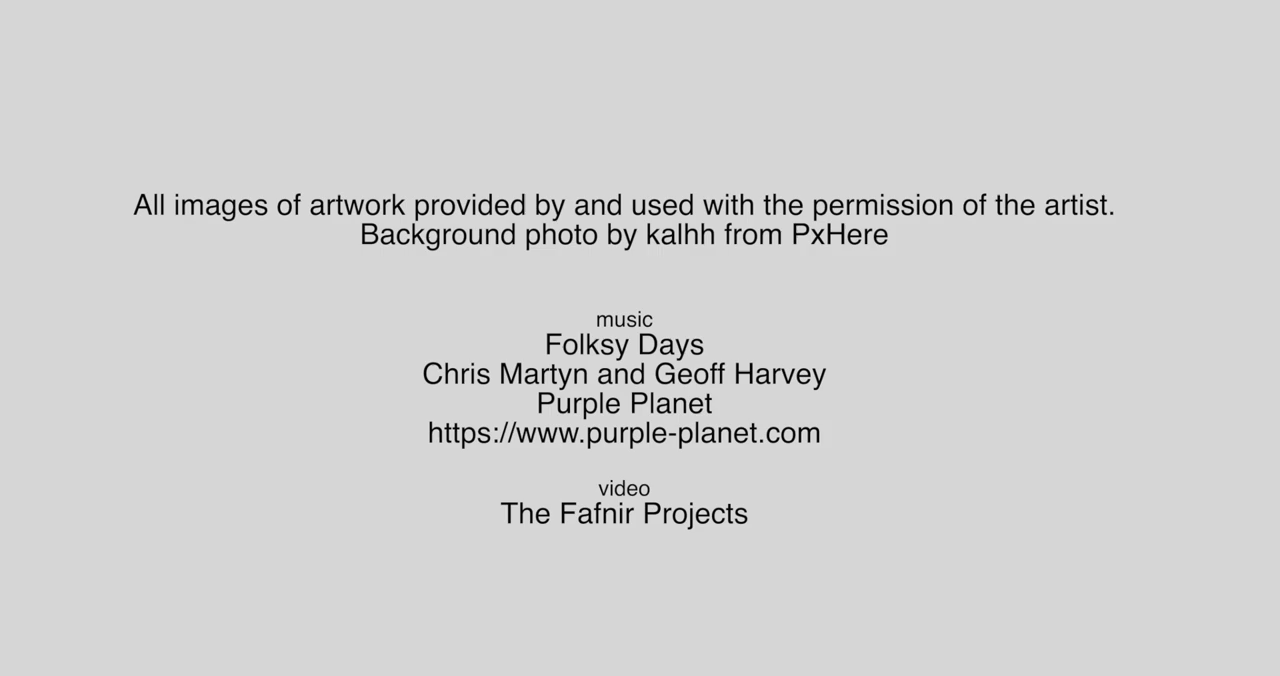 All images of artwork provided by and used with the permission of the artist.
Background photo by kalhh from PxHere
music
Folksy Days
Chris Martyn and Geoff Harvey
Purple Planet
https://www.purple-planet.com
video
The Fafnir Projects